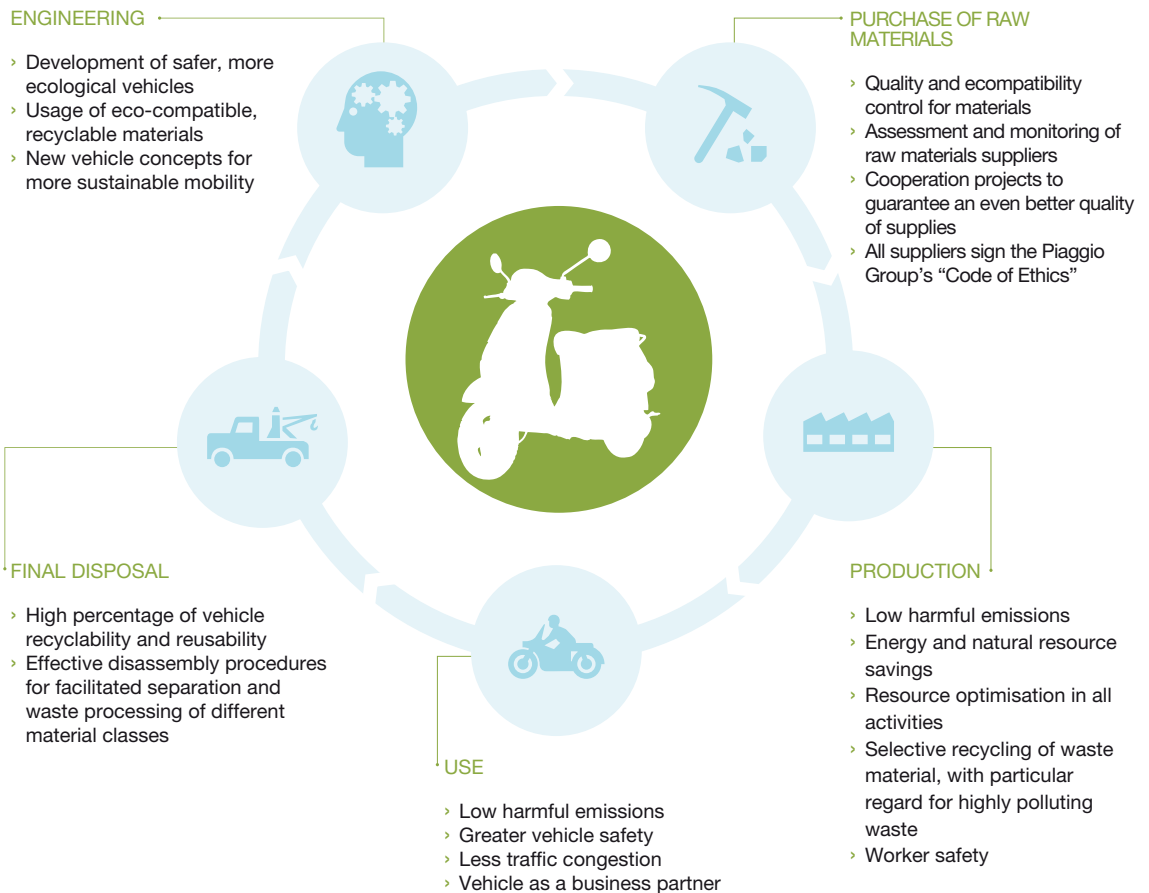 ENGINEERING
› Development of safer, more
ecological vehicles
› Usage of eco-compatible,
recyclable materials
› New vehicle concepts for
more sustainable mobility
PURCHASE OF RAW
MATERIALS
› Quality and ecompatibility
control for materials
› Assessment and monitoring of
raw materials suppliers
› Cooperation projects to
guarantee an even better quality
of supplies
› All suppliers sign the Piaggio
Group’s “Code of Ethics”
FINAL DISPOSAL
› High percentage of vehicle
recyclability and reusability
› Effective disassembly procedures
for facilitated separation and
waste processing of different
material classes
USE
› Low harmful emissions
› Greater vehicle safety
› Less traffic congestion
› Vehicle as a business partner
PRODUCTION
› Low harmful emissions
› Energy and natural resource
savings
› Resource optimisation in all
activities
› Selective recycling of waste
material, with particular
regard for highly polluting
waste
› Worker safety